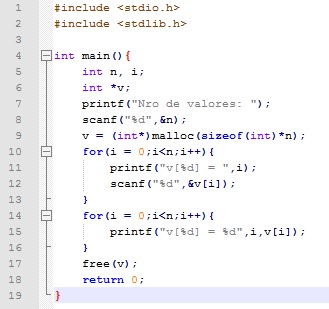 1 #include <stdio.h>
2 #include <stdlib.h>
3
4 int main(){
5 int n, i;
6 int *v;
7 printf("Nro de valores: ");
8 scanf("%d",&n);
9 v = (int*)malloc(sizeof(int)*n);
10 for(i = 0;i<n;i++){
11 printf("v[%d] = ",i);
12 scanf("%d",&v[i]);
13 }
14 for(i = 0;i<n;i++){
15 printf("v[%d] = %d",i,v[i]);
16 }
17 free(v);
18 return 0;
19 }